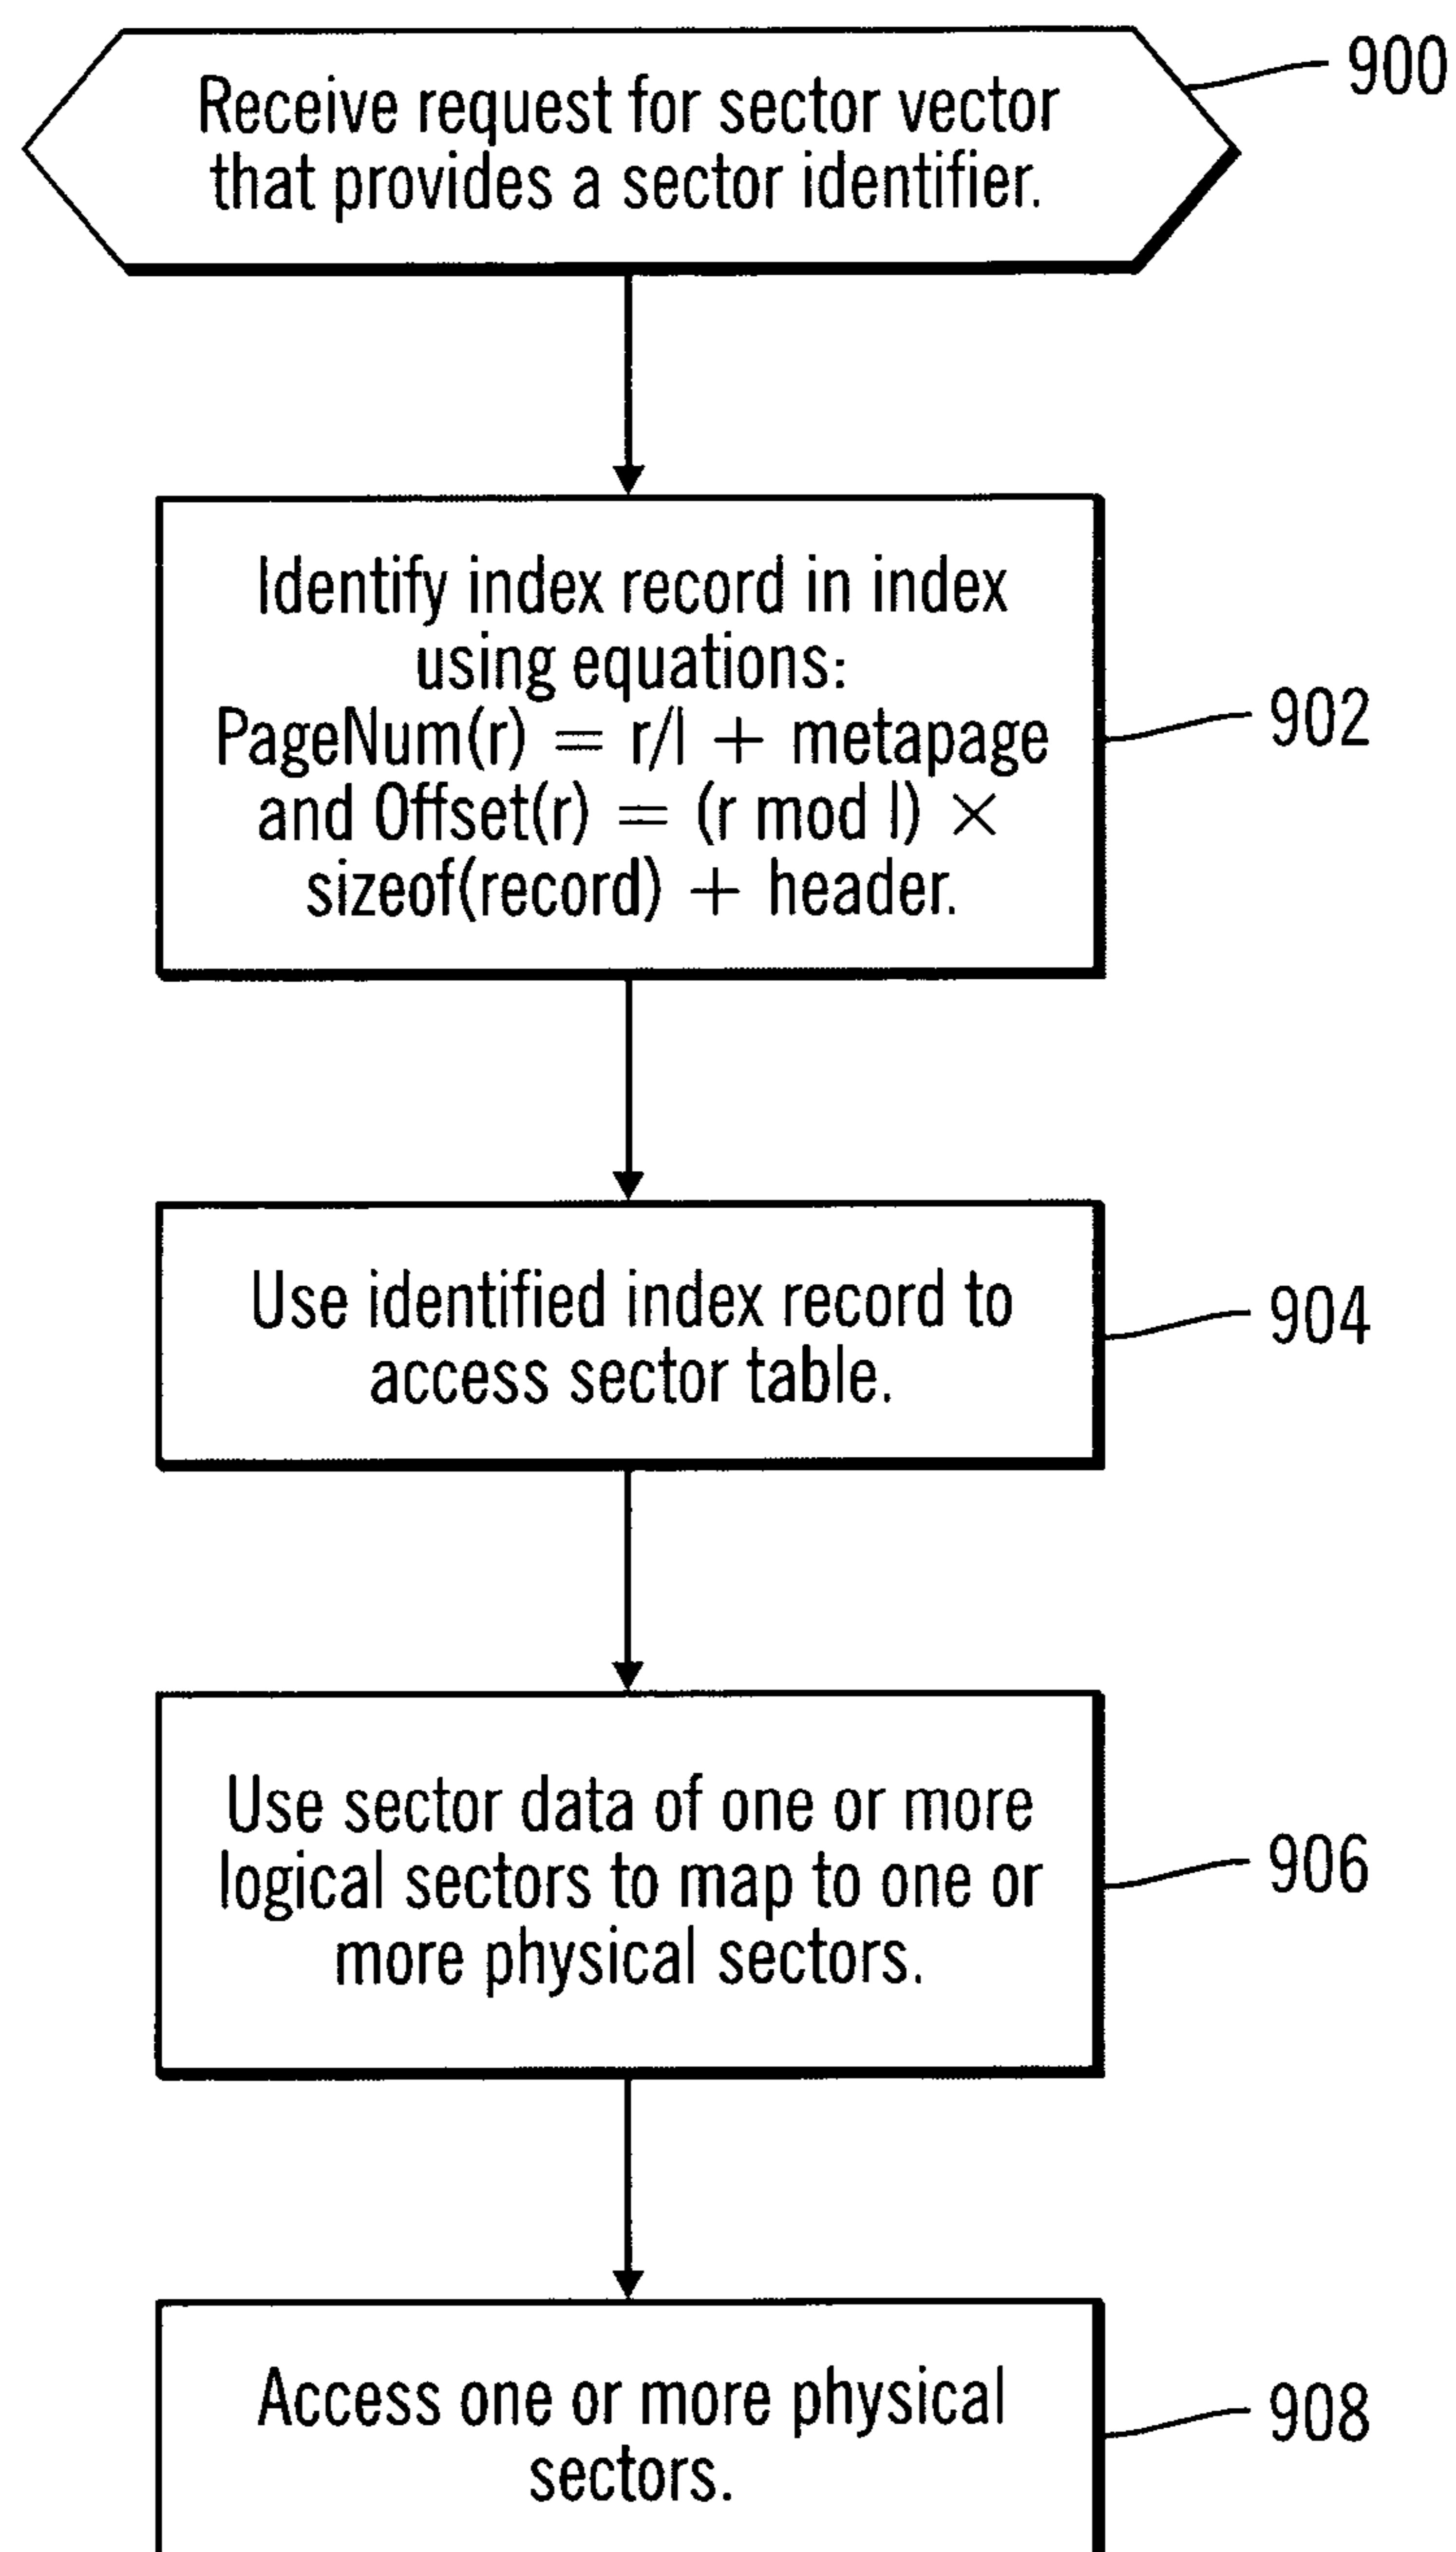 Receive request for sector vector
that provides a sector identifier.
900
Identify index record in index
using equations:
PageNum(r) = r/l + metapage
and Offset(r) = (r mod l) ×
sizeof(record) + header.
902
Use identified index record to
access sector table.
904
Use sector data of one or more
logical sectors to map to one or
more physical sectors.
906
Access one or more physical
sectors.
908